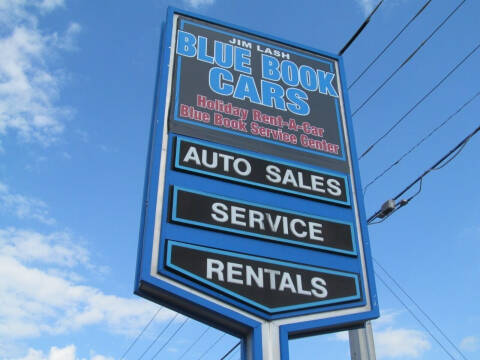 JIM LASH
BLUE BOOK
CARS
Holiday Rent-A-Car
Blue Book Service Center
AUTO SALES
SERVICE
RENTALS